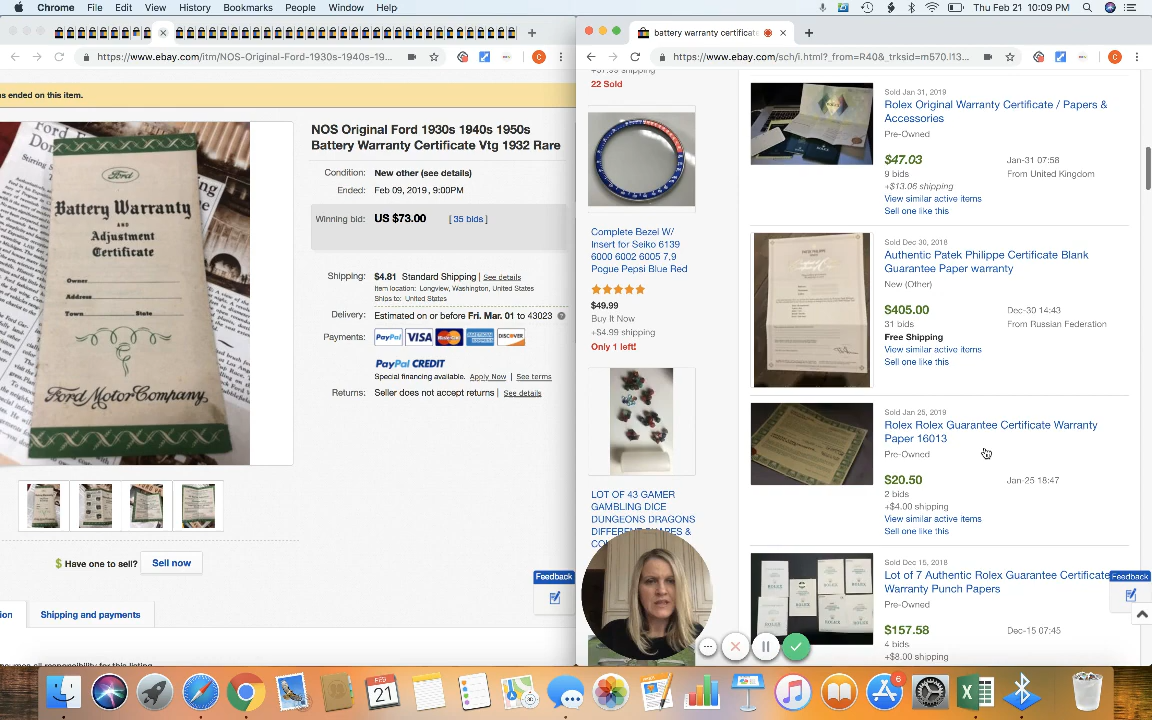 Chrome File Edit View History Bookmarks People Window Help
Thu Feb 21 10:09 PM
https://www.ebay.com/itm/NOS-Original-Ford-1930s-1940s-19...
C
s ended on this item.
Ford
Battery Warranty
AND
Adjustment
Certificate
Owner
Address
Town State
Ford Motor Company
NOS Original Ford 1930s 1940s 1950s
Battery Warranty Certificate Vtg 1932 Rare
Condition: New other (see details)
Ended: Feb 09, 2019 , 9:00PM
Winning bid: US $73.00 [ 35 bids ]
Shipping: $4.81 Standard Shipping | See details
Item location: Longview, Washington, United States
Ships to: United States
Delivery: Estimated on or before Fri. Mar. 01 to 43023
Payments: PayPal VISA MasterCard AMERICAN EXPRESS DISCOVER
PayPal CREDIT
Special financing available. Apply Now | See terms
Returns: Seller does not accept returns | See details
$ Have one to sell? Sell now
Feedback
ion
Shipping and payments
battery warranty certificat
https://www.ebay.com/sch/i.html?_from=R40&_trksid=m570.l13...
C
+$7.99 shipping
22 Sold
Complete Bezel W/
Insert for Seiko 6139
6000 6002 6005 7,9
Pogue Pepsi Blue Red
$49.99
Buy It Now
+$4.99 shipping
Only 1 left!
LOT OF 43 GAMER
GAMBLING DICE
DUNGEONS DRAGONS
DIFFERENT SHAPES &
Sold Jan 31, 2019
Rolex Original Warranty Certificate / Papers &
Accessories
Pre-Owned
$47.03
Jan-31 07:58
9 bids
From United Kingdom
+$13.06 shipping
View similar active items
Sell one like this
Sold Dec 30, 2018
Authentic Patek Philippe Certificate Blank
Guarantee Paper warranty
New (Other)
$405.00
Dec-30 14:43
31 bids
From Russian Federation
Free Shipping
View similar active items
Sell one like this
Sold Jan 25, 2019
Rolex Rolex Guarantee Certificate Warranty
Paper 16013
Pre-Owned
$20.50
Jan-25 18:47
2 bids
+$4.00 shipping
View similar active items
Sell one like this
Sold Dec 15, 2018
Lot of 7 Authentic Rolex Guarantee Certificate
Warranty Punch Papers
Pre-Owned
$157.58
Dec-15 07:45
4 bids
+$8.00 shipping
Feedback
FEB
21
6